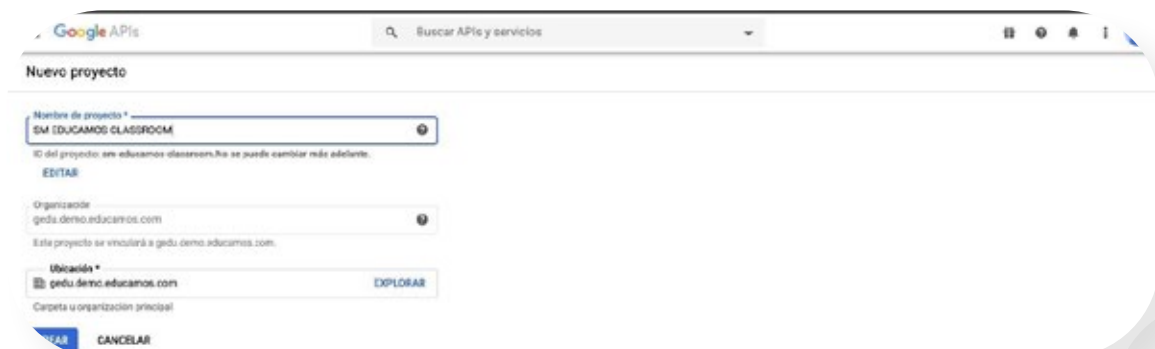 Google APIs
Buscar APIs y servicios
Nuevo proyecto
Nombre de proyecto *
SM EDUCAMOS CLASSROOM
ID del proyecto: sm-educamos-classroom. No se puede cambiar más adelante.
EDITAR
Organización
gedu.demo.educamos.com
Este proyecto se vinculará a gedu.demo.educamos.com.
Ubicación *
gedu.demo.educamos.com
EXPLORAR
Carpeta u organización principal
EAR
CANCELAR